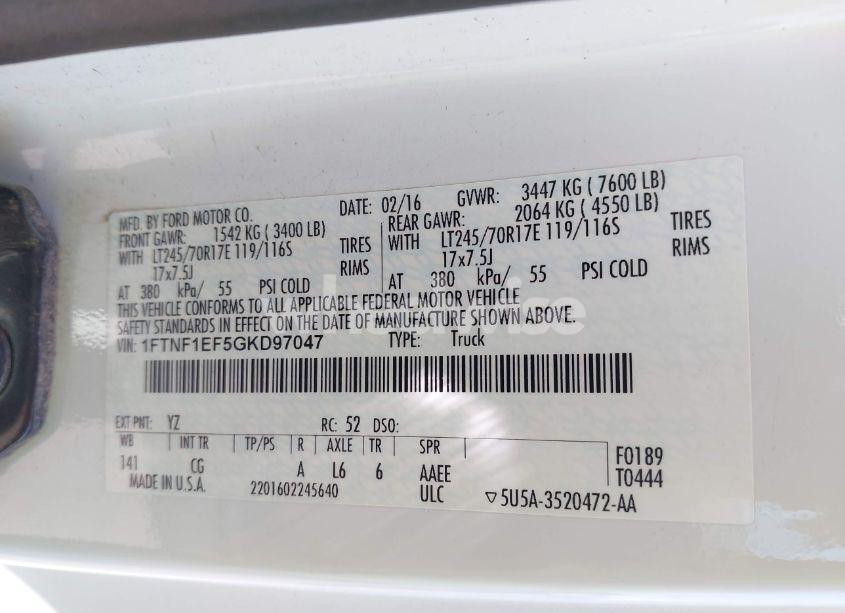 MFD. BY FORD MOTOR CO. DATE: 02/16 GVWR: 3447 KG ( 7600 LB)
FRONT GAWR: 1542 KG ( 3400 LB) REAR GAWR: 2064 KG ( 4550 LB)
WITH LT245/70R17E 119/116S TIRES WITH LT245/70R17E 119/116S TIRES
17x7.5J RIMS 17x7.5J RIMS
AT 380 kPa/ 55 PSI COLD AT 380 kPa/ 55 PSI COLD
THIS VEHICLE CONFORMS TO ALL APPLICABLE FEDERAL MOTOR VEHICLE
SAFETY STANDARDS IN EFFECT ON THE DATE OF MANUFACTURE SHOWN ABOVE.
VIN: 1FTNF1EF5GKD97047 TYPE: Truck
EXT PNT: YZ RC: 52 DSO:
WB INT TR TP/PS R AXLE TR SPR F0189
141 CG A L6 6 AAEE T0444
MADE IN U.S.A. 2201602245640 ULC ▽5U5A-3520472-AA